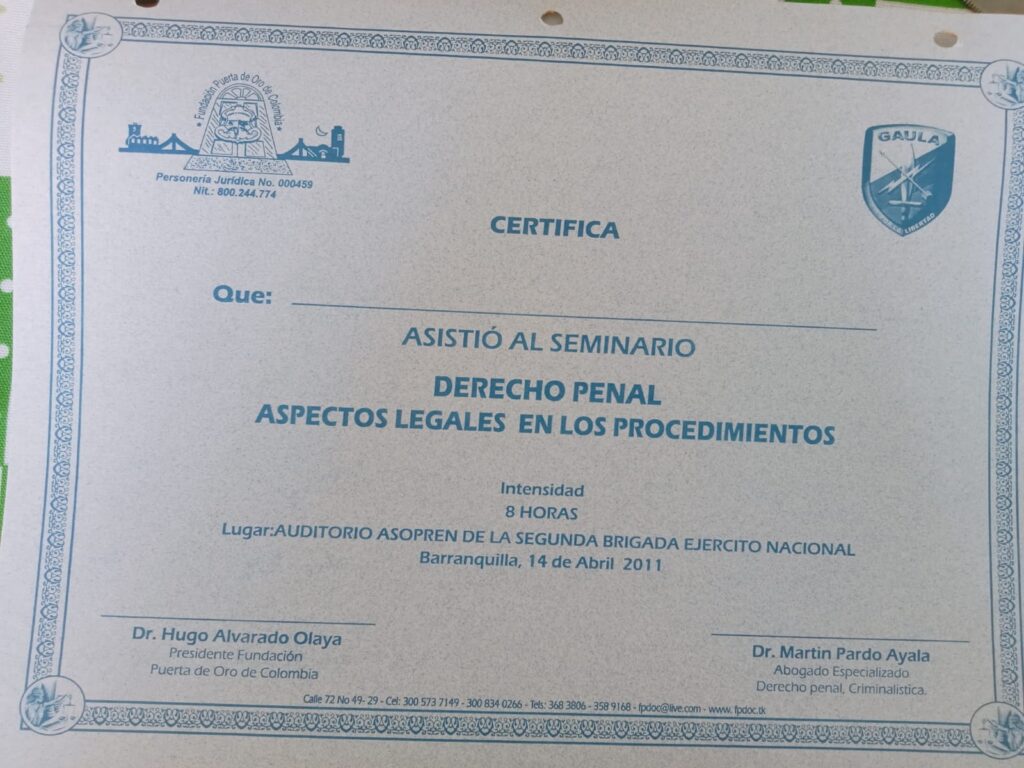 Fundación Puerta de Oro de Colombia
Personería Jurídica No. 000459
Nit.: 800.244.774
GAULA
LIBERTAD
CERTIFICA
Que:
ASISTIÓ AL SEMINARIO
DERECHO PENAL
ASPECTOS LEGALES EN LOS PROCEDIMIENTOS
Intensidad
8 HORAS
Lugar:AUDITORIO ASOPREN DE LA SEGUNDA BRIGADA EJERCITO NACIONAL
Barranquilla, 14 de Abril 2011
Dr. Hugo Alvarado Olaya
Presidente Fundación
Puerta de Oro de Colombia
Dr. Martin Pardo Ayala
Abogado Especializado
Derecho penal, Criminalistica.
Calle 72 No 49- 29 - Cel: 300 573 7149 - 300 834 0266 - Tels: 368 3806 - 358 9168 - fpdoc@live.com - www. fpdoc.tk